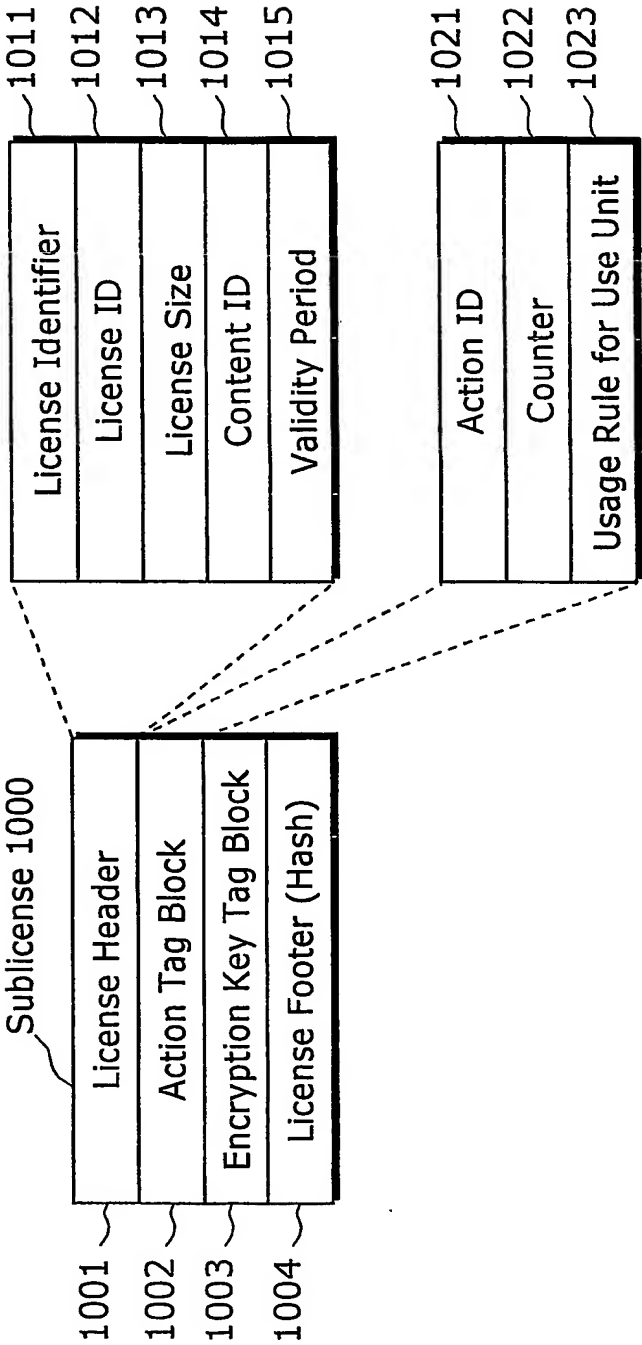 Sublicense 1000
1001
License Header
1002
Action Tag Block
1003
Encryption Key Tag Block
1004
License Footer (Hash)
License Identifier
1011
License ID
1012
License Size
1013
Content ID
1014
Validity Period
1015
Action ID
1021
Counter
1022
Usage Rule for Use Unit
1023